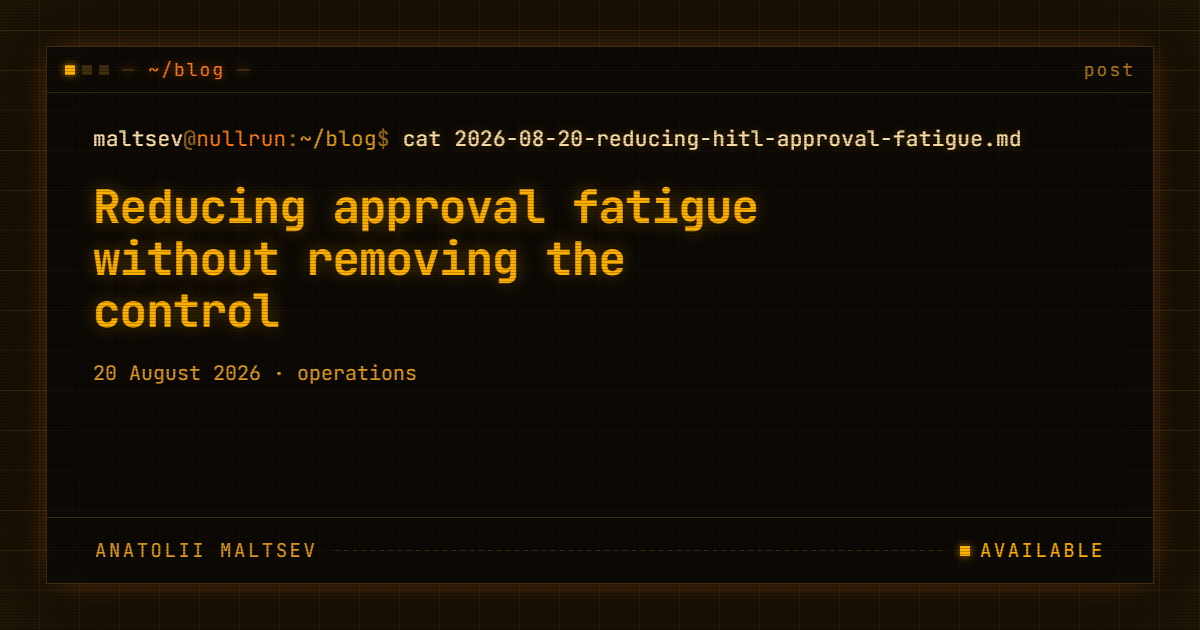 — ~/blog —
post
maltsev@nullrun:~/blog$ cat 2026-08-20-reducing-hitl-approval-fatigue.md
Reducing approval fatigue
without removing the
control
20 August 2026 · operations
ANATOLII MALTSEV
AVAILABLE